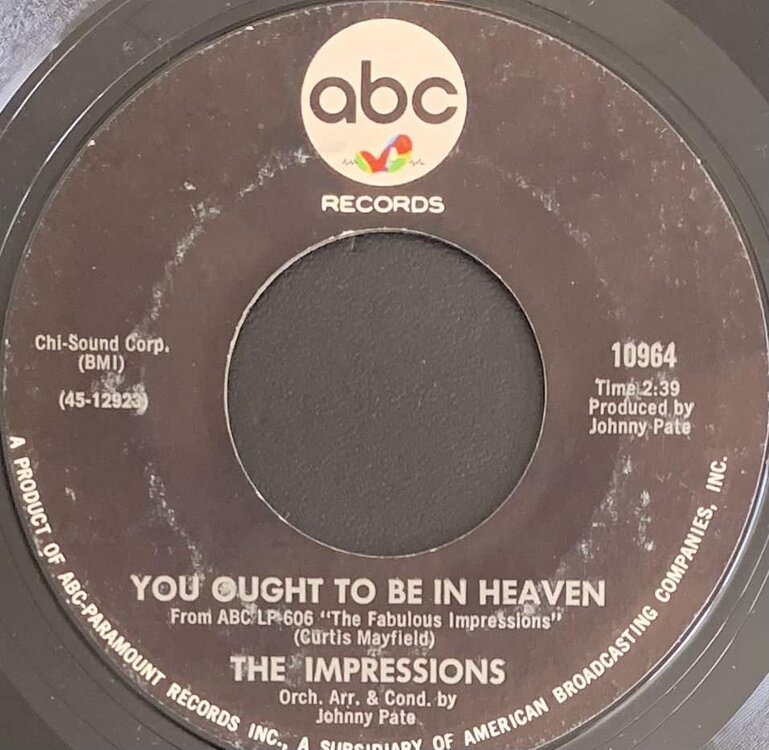 abc
RECORDS
Chi-Sound Corp.
(BMI)
(45-12923)
10964
Time 2:39
Produced by
Johnny Pate
YOU OUGHT TO BE IN HEAVEN
From ABC LP-606 "The Fabulous Impressions"
(Curtis Mayfield)
THE IMPRESSIONS
Orch. Arr. & Cond. by
Johnny Pate
A PRODUCT OF ABC-PARAMOUNT RECORDS INC., A SUBSIDIARY OF AMERICAN BROADCASTING COMPANIES, INC.